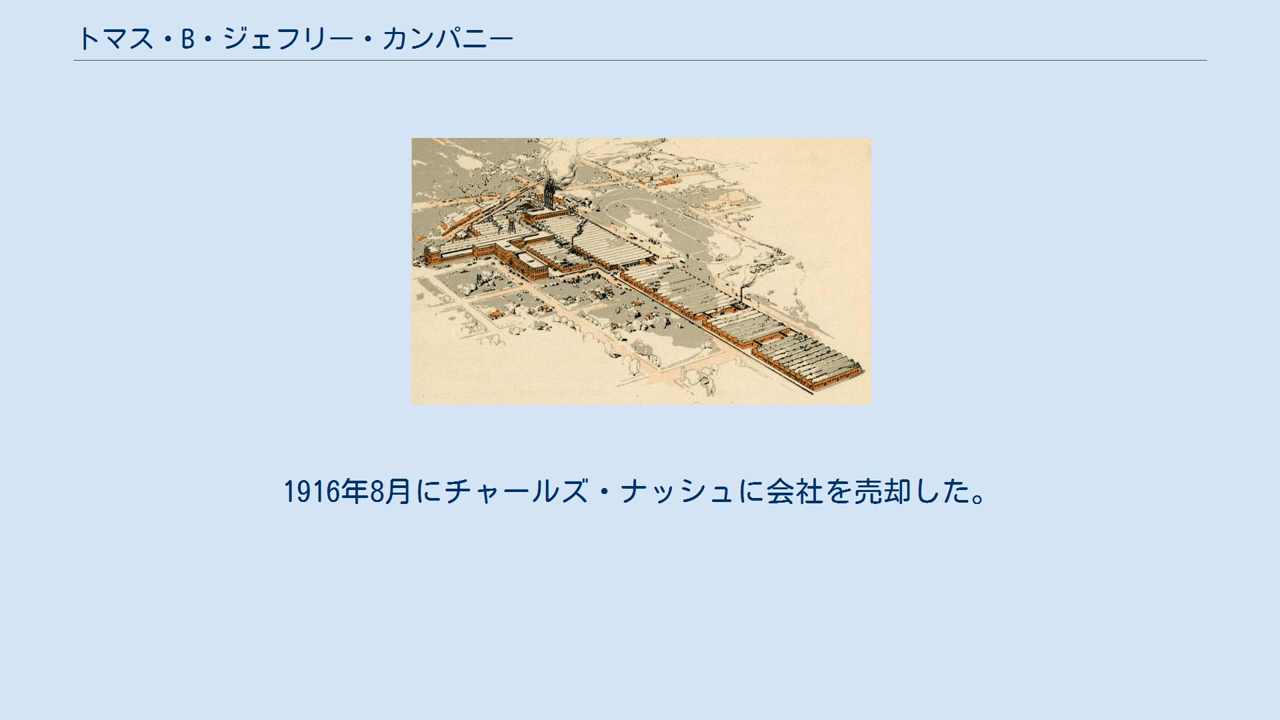 トマス・B・ジェフリー・カンパニー
1916年8月にチャールズ・ナッシュに会社を売却した。